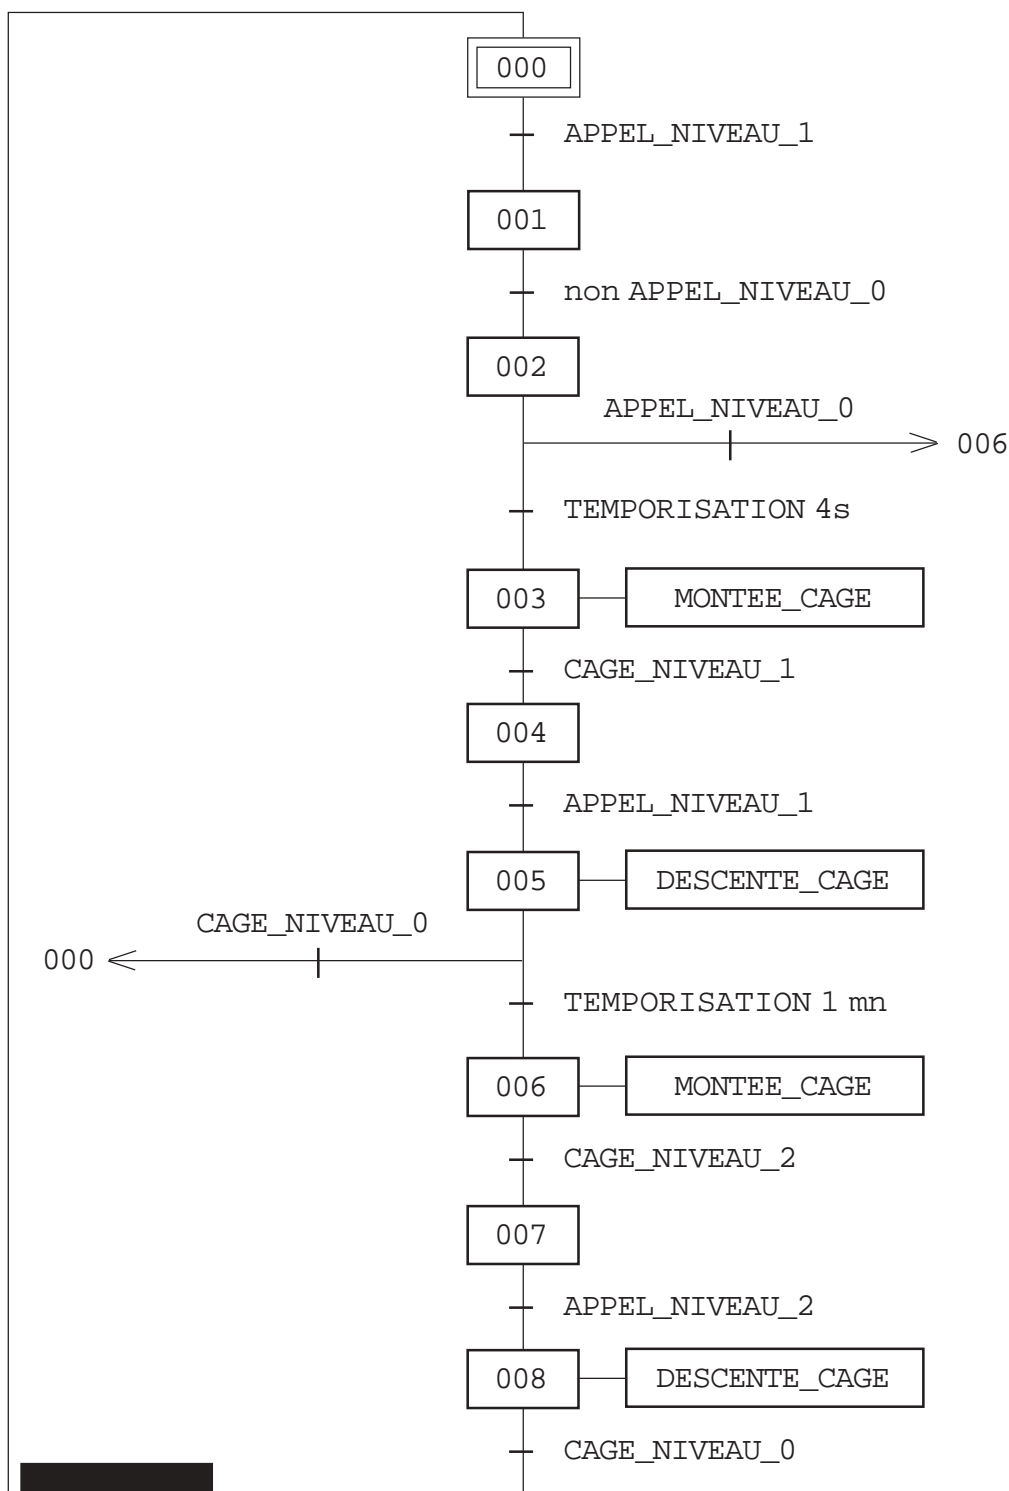 000
APPEL_NIVEAU_1
001
non APPEL_NIVEAU_0
002
APPEL_NIVEAU_0
006
TEMPORISATION 4s
003 MONTEE_CAGE
CAGE_NIVEAU_1
004
APPEL_NIVEAU_1
005 DESCENTE_CAGE
CAGE_NIVEAU_0
000
TEMPORISATION 1 mn
006 MONTEE_CAGE
CAGE_NIVEAU_2
007
APPEL_NIVEAU_2
008 DESCENTE_CAGE
CAGE_NIVEAU_0